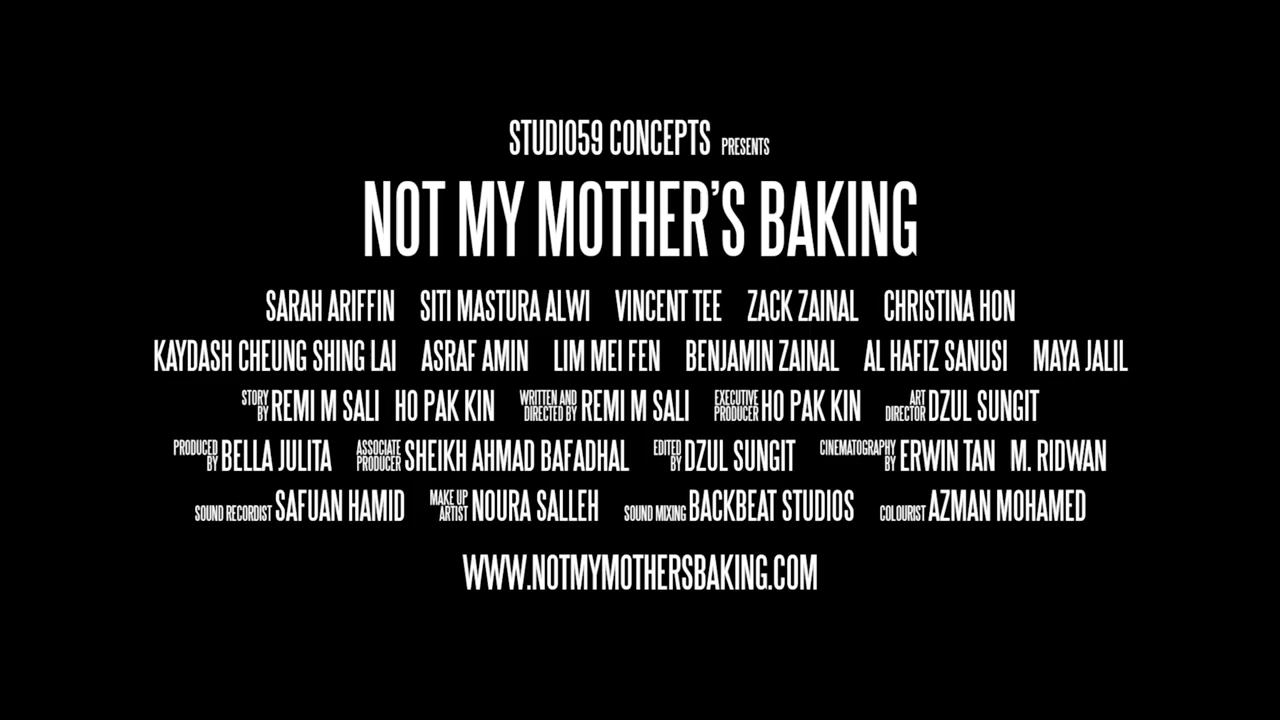 STUDIO59 CONCEPTS PRESENTS
NOT MY MOTHER'S BAKING
SARAH ARIFFIN SITI MASTURA ALWI VINCENT TEE ZACK ZAINAL CHRISTINA HON
KAYDASH CHEUNG SHING LAI ASRAF AMIN LIM MEI FEN BENJAMIN ZAINAL AL HAFIZ SANUSI MAYA JALIL
STORY BY REMI M SALI HO PAK KIN WRITTEN AND DIRECTED BY REMI M SALI EXECUTIVE PRODUCER HO PAK KIN ART DIRECTOR DZUL SUNGIT
PRODUCED BY BELLA JULITA ASSOCIATE PRODUCER SHEIKH AHMAD BAFADHAL EDITED BY DZUL SUNGIT CINEMATOGRAPHY BY ERWIN TAN M. RIDWAN
SOUND RECORDIST SAFUAN HAMID MAKE UP ARTIST NOURA SALLEH SOUND MIXING BACKBEAT STUDIOS COLOURIST AZMAN MOHAMED
WWW.NOTMYMOTHERSBAKING.COM